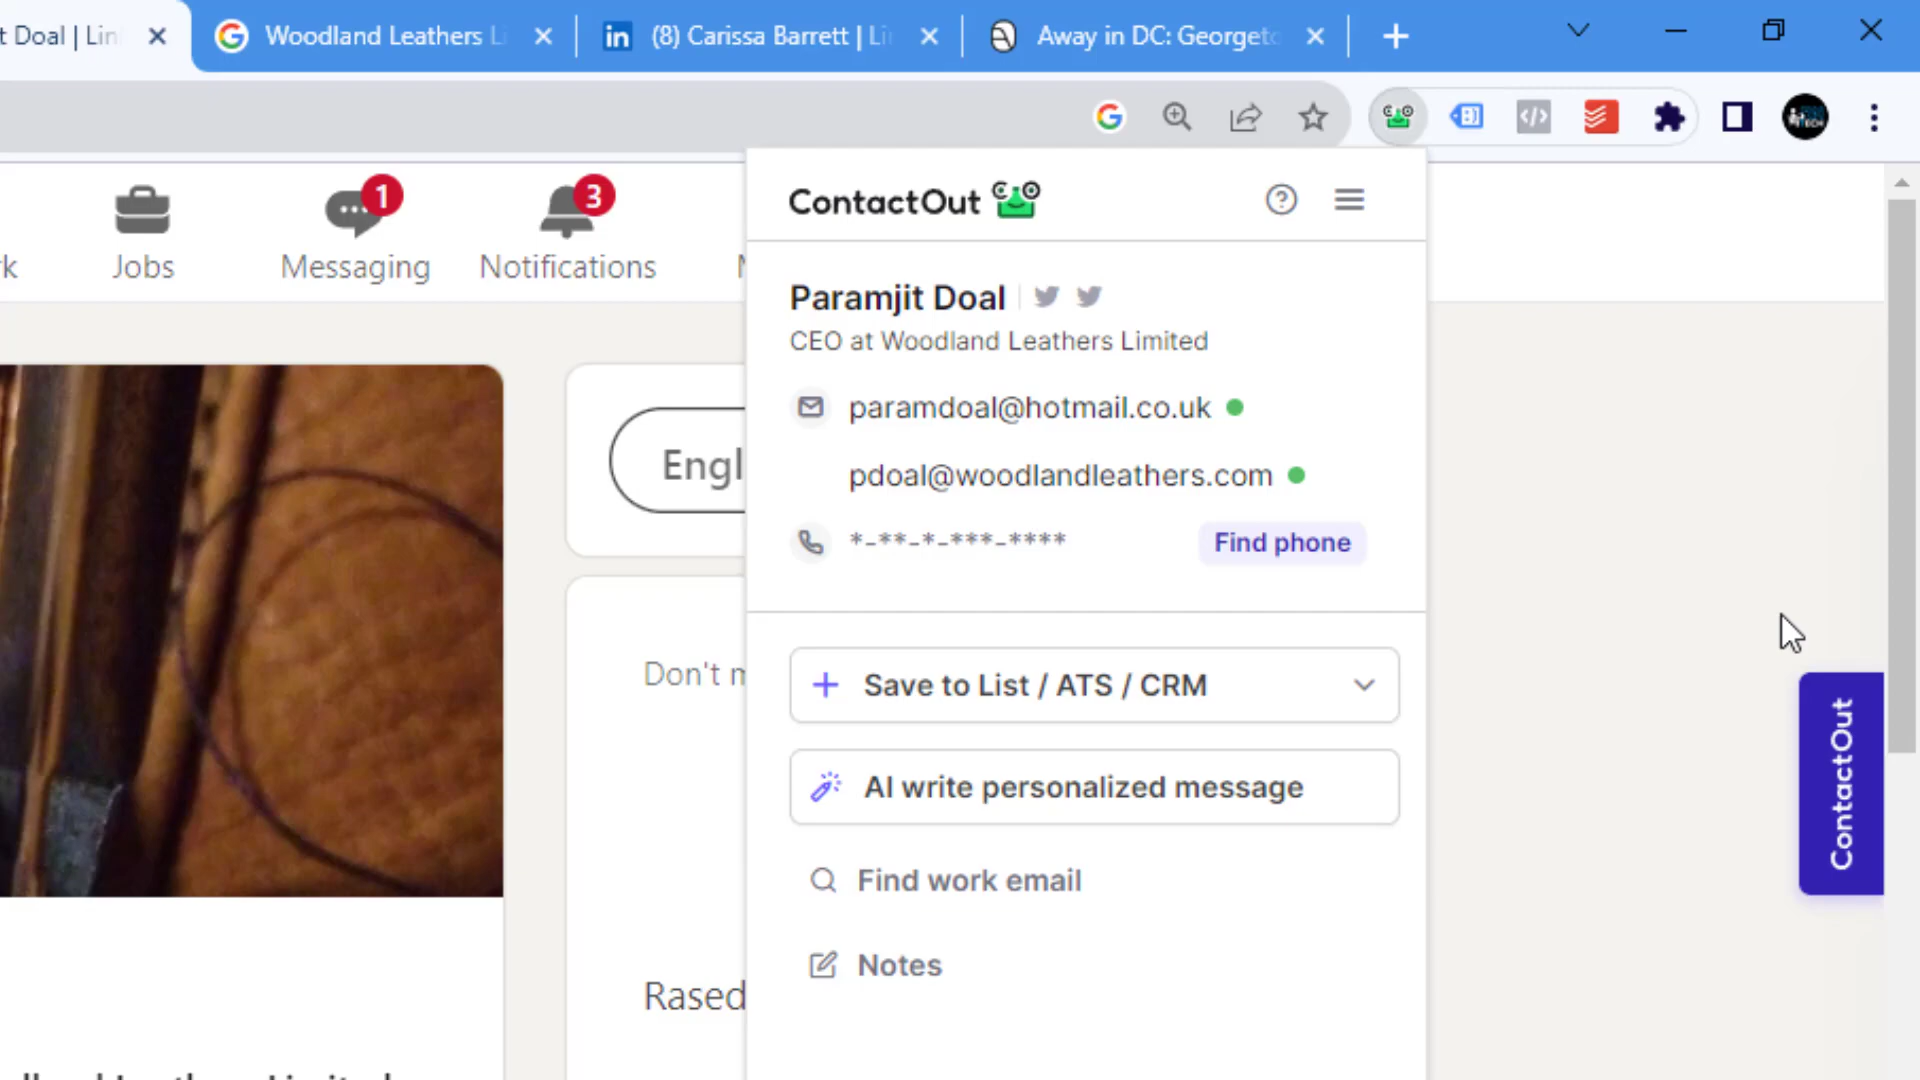 t Doal | Lin
Woodland Leathers Li
(8) Carissa Barrett | Li
Away in DC: Georgeto
Jobs
1
Messaging
3
Notifications
ContactOut
Paramjit Doal
CEO at Woodland Leathers Limited
paramdoal@hotmail.co.uk
pdoal@woodlandleathers.com
*-**-*-***-****
Find phone
Engl
Don't m
Save to List / ATS / CRM
AI write personalized message
Find work email
Notes
Rased
ContactOut